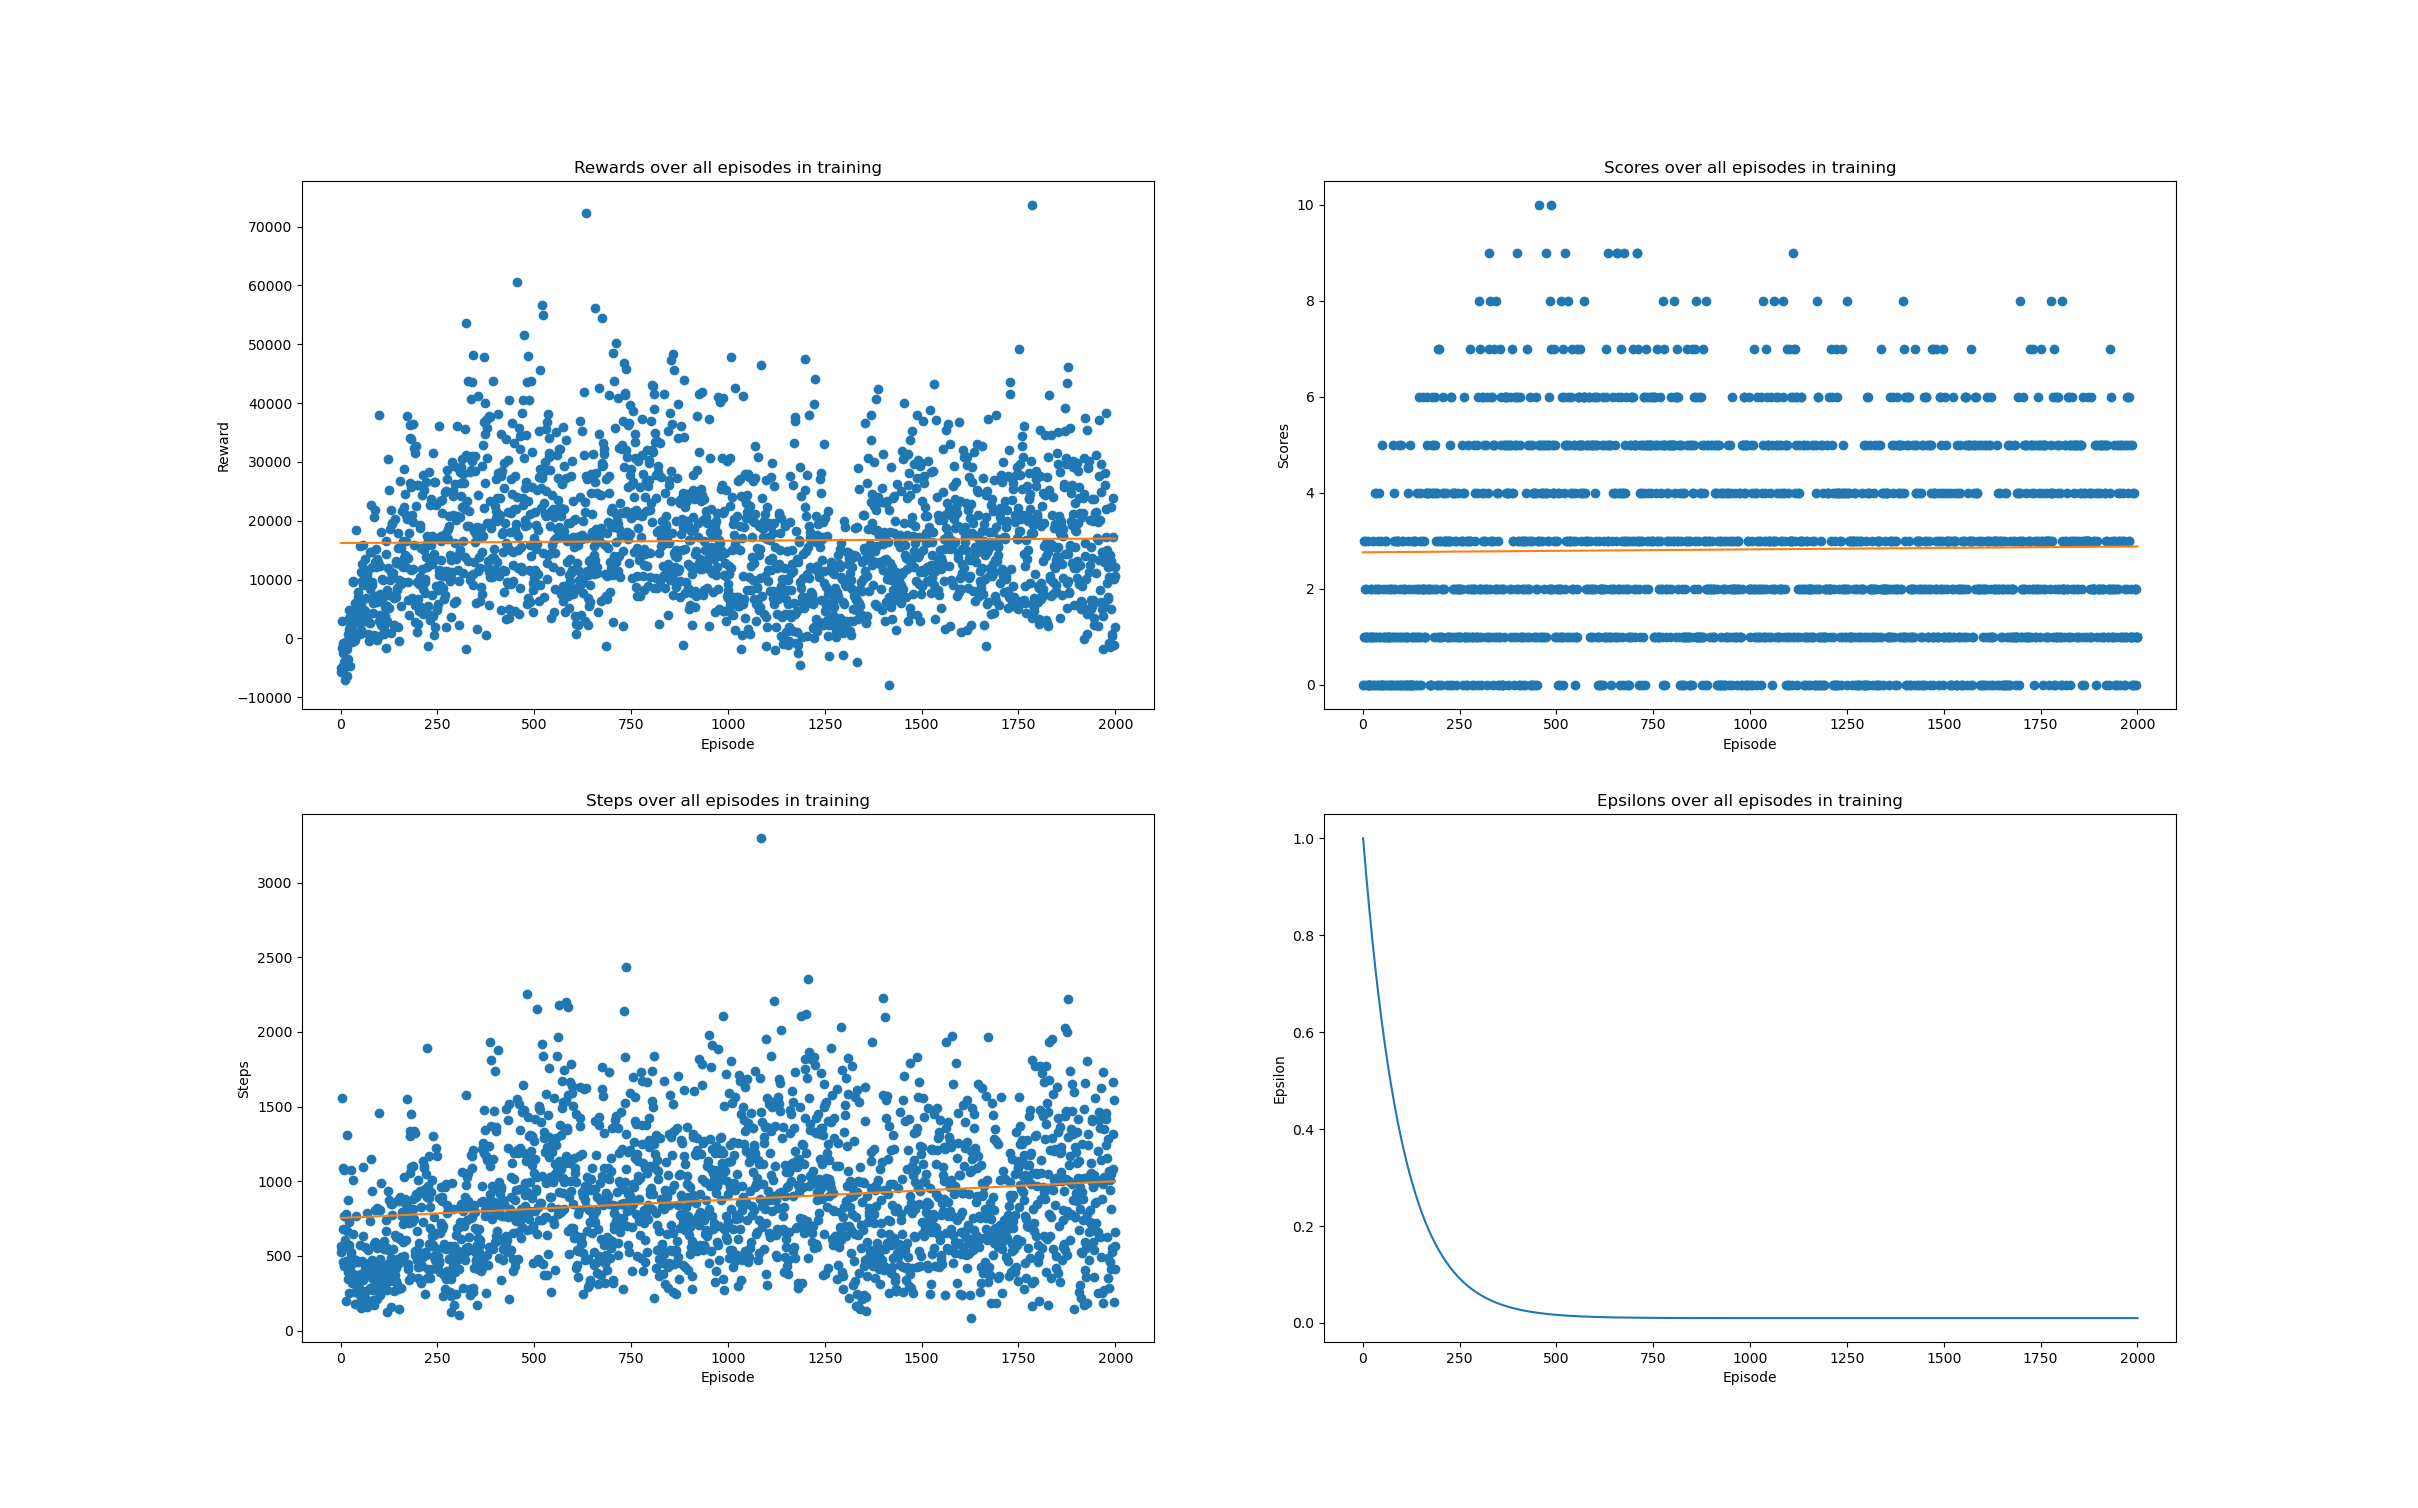 Rewards over all episodes in training
70000
60000
50000
40000
30000
20000
10000
0
−10000
Reward
0 250 500 750 1000 1250 1500 1750 2000
Episode
Scores over all episodes in training
10
8
6
4
2
0
Scores
0 250 500 750 1000 1250 1500 1750 2000
Episode
Steps over all episodes in training
3000
2500
2000
1500
1000
500
0
Steps
0 250 500 750 1000 1250 1500 1750 2000
Episode
Epsilons over all episodes in training
1.0
0.8
0.6
0.4
0.2
0.0
Epsilon
0 250 500 750 1000 1250 1500 1750 2000
Episode